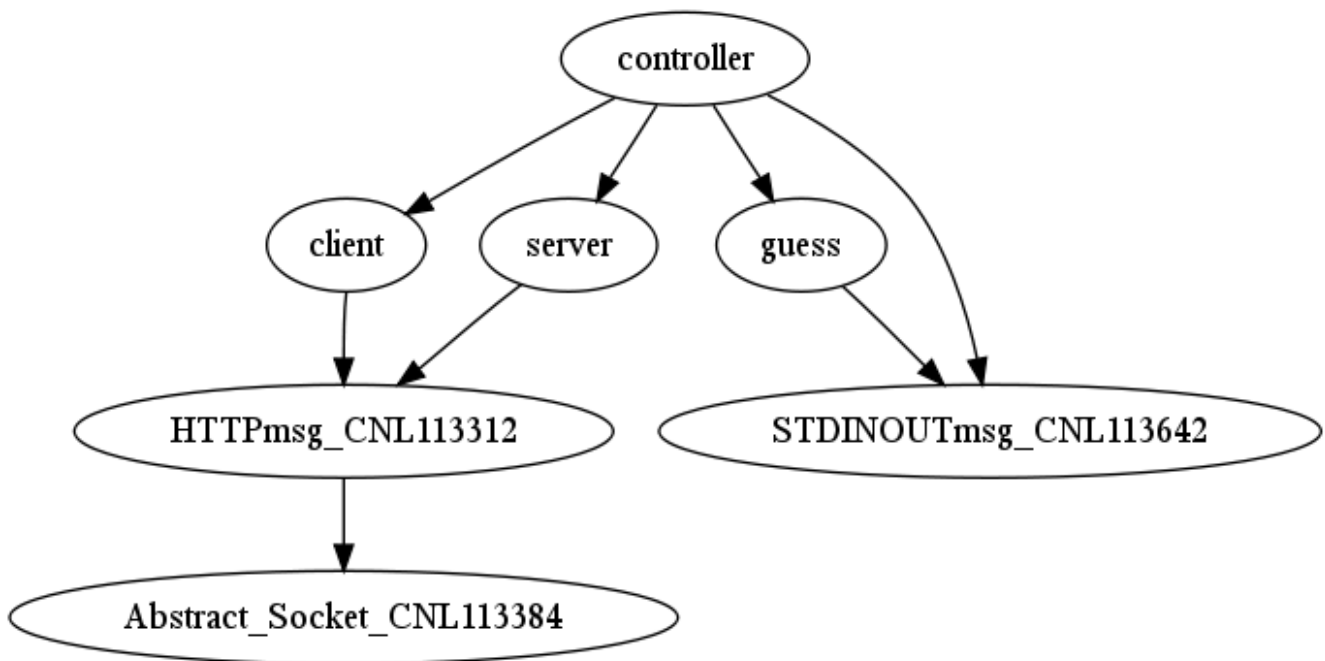 controller
client
server
guess
HTTPmsg_CNL113312
STDINOUTmsg_CNL113642
Abstract_Socket_CNL113384